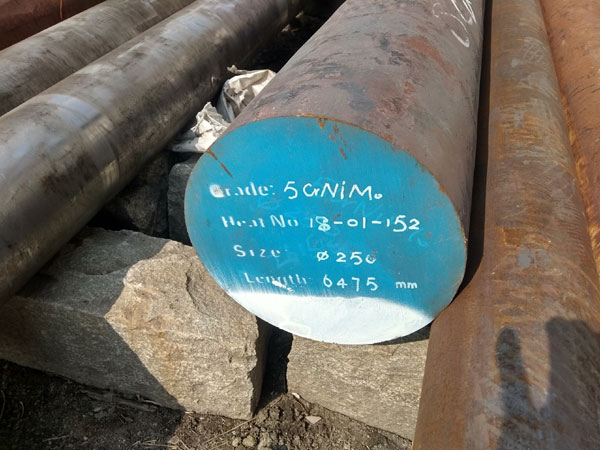 Grade: 5CrNiMo
Heat No 18-01-152
Size ø250
Length: 6475 mm